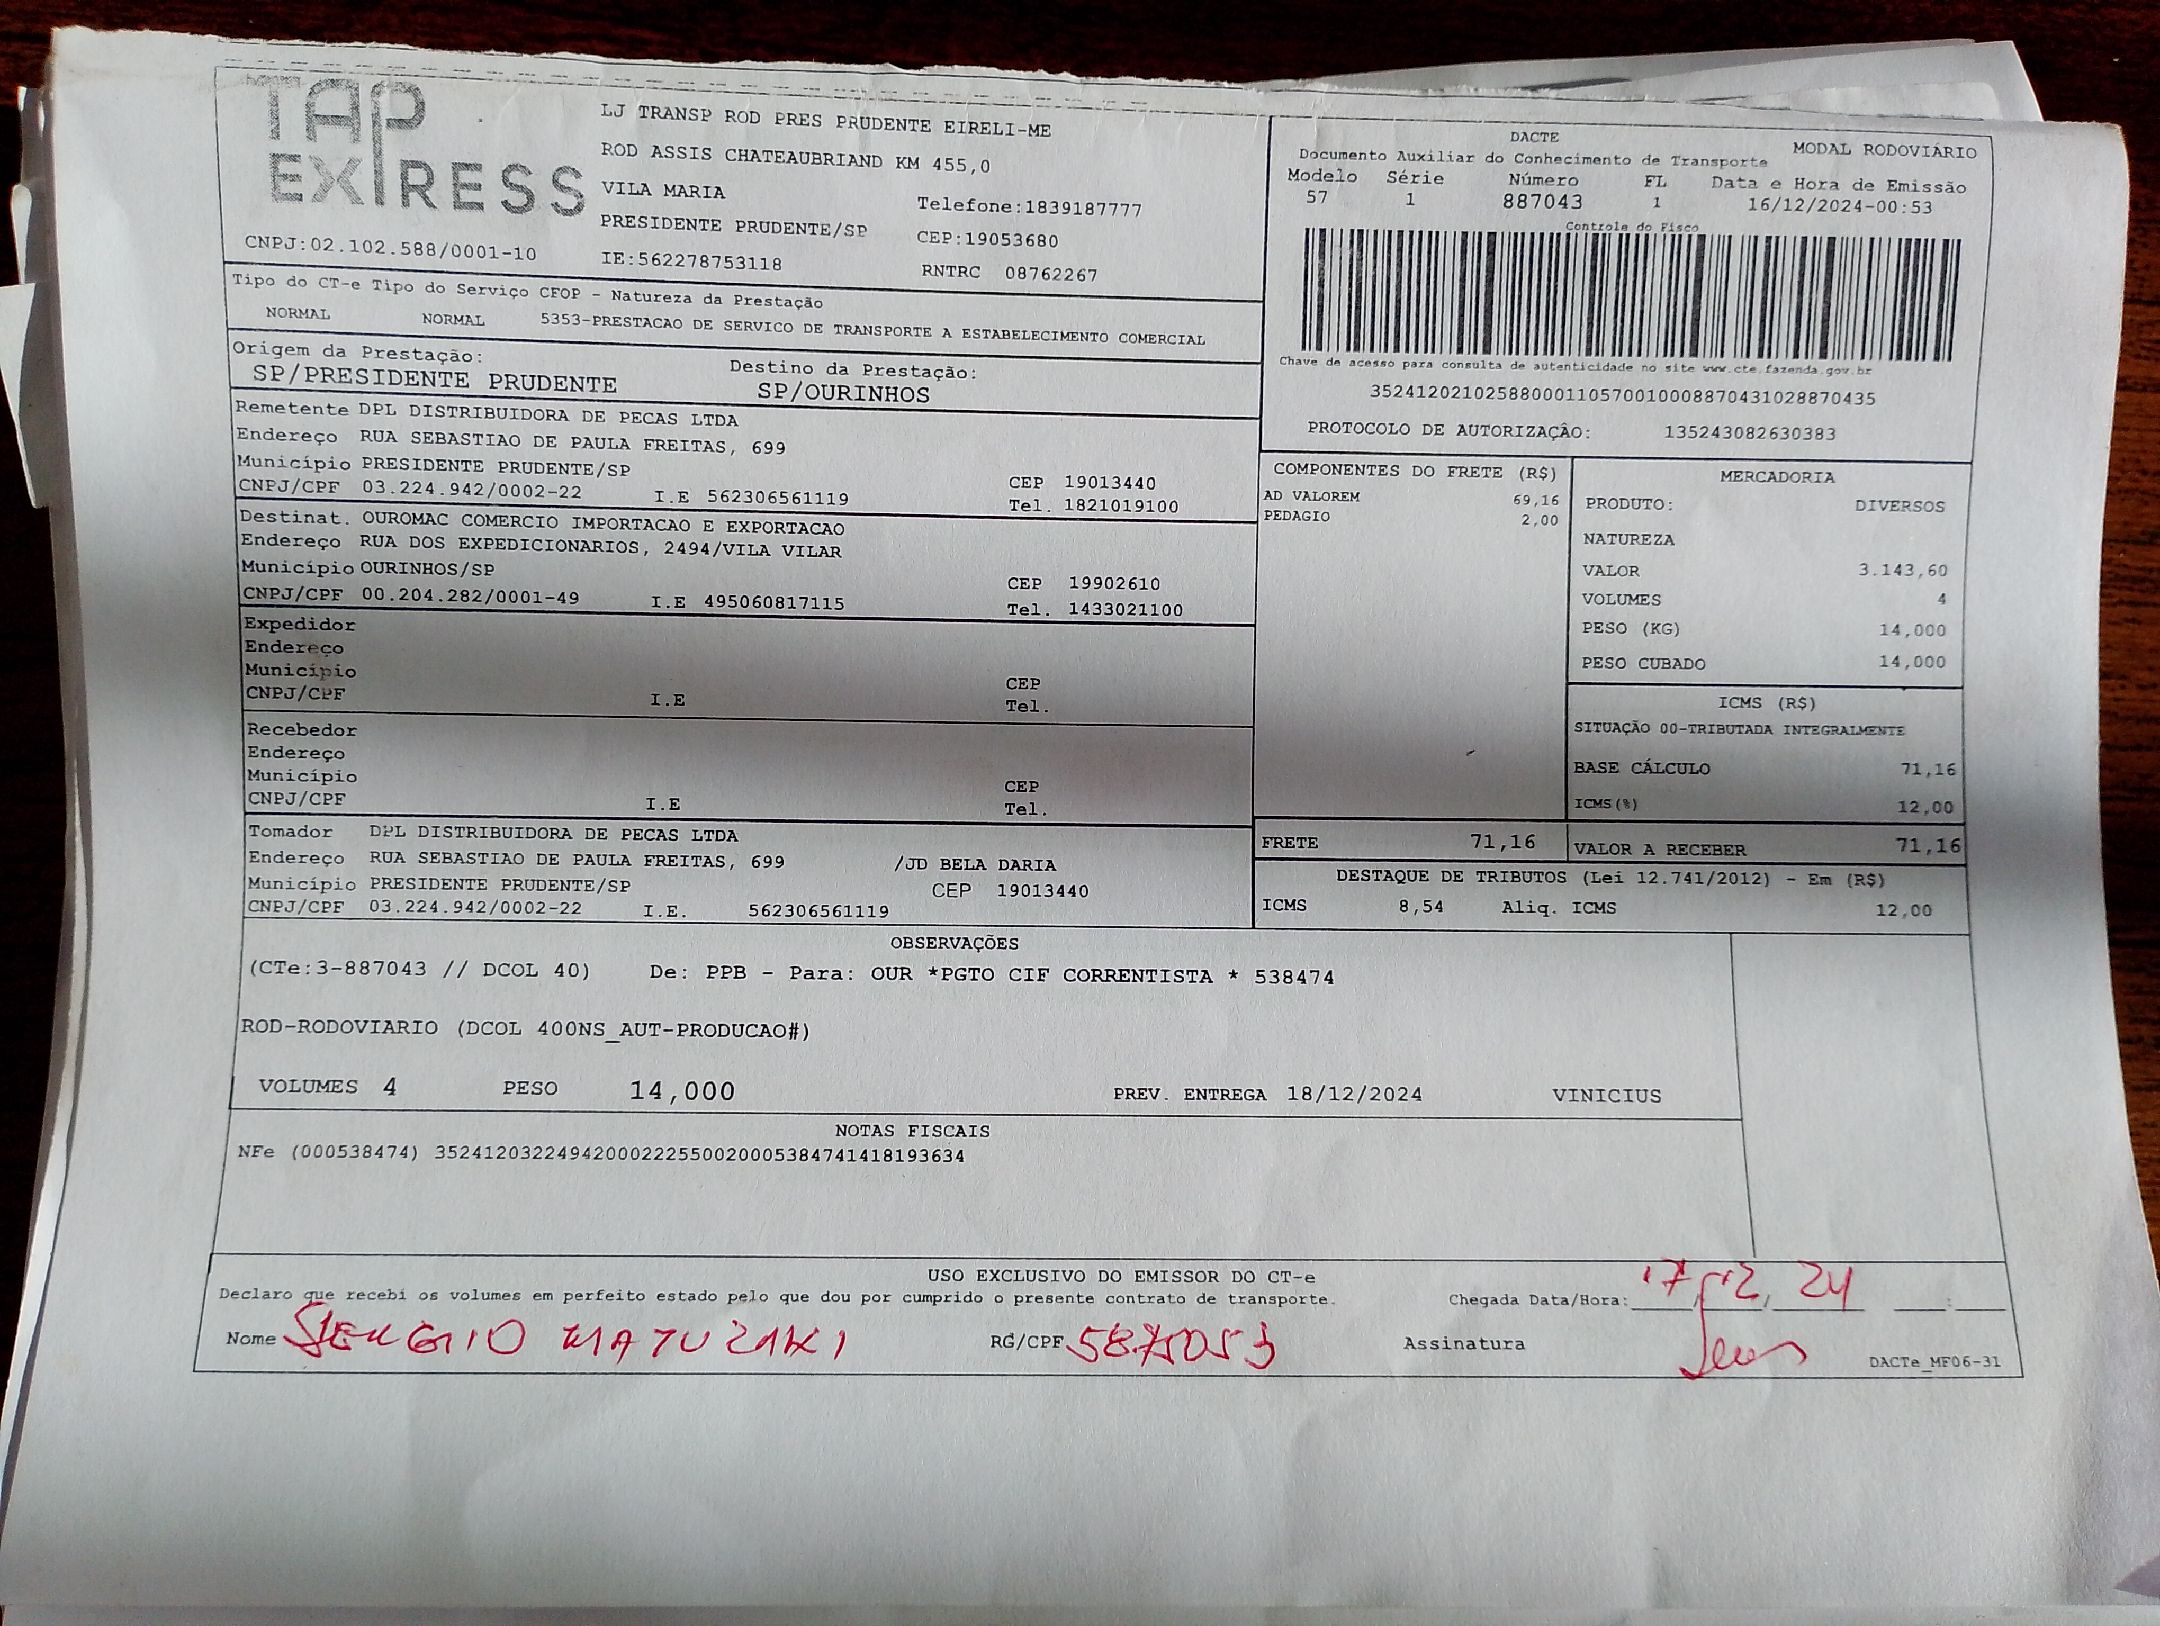 TAP
EXPRESS
CNPJ:02.102.588/0001-10
LJ TRANSP ROD PRES PRUDENTE EIRELI-ME
ROD ASSIS CHATEAUBRIAND KM 455,0
VILA MARIA Telefone:1839187777
PRESIDENTE PRUDENTE/SP CEP:19053680
IE:562278753118 RNTRC 08762267
DACTE MODAL RODOVIÁRIO
Documento Auxiliar do Conhecimento de Transporte
Modelo Série Número FL Data e Hora de Emissão
57 1 887043 1 16/12/2024-00:53
Controle do Fisco
Chave de acesso para consulta de autenticidade no site www.cte.fazenda.gov.br
35241202102588000110570010008870431028870435
PROTOCOLO DE AUTORIZAÇÂO: 135243082630383
Tipo do CT-e Tipo do Serviço CFOP - Natureza da Prestação
NORMAL NORMAL 5353-PRESTACAO DE SERVICO DE TRANSPORTE A ESTABELECIMENTO COMERCIAL
Origem da Prestação: Destino da Prestação:
SP/PRESIDENTE PRUDENTE SP/OURINHOS
Remetente DPL DISTRIBUIDORA DE PECAS LTDA
Endereço RUA SEBASTIAO DE PAULA FREITAS, 699
Município PRESIDENTE PRUDENTE/SP CEP 19013440
CNPJ/CPF 03.224.942/0002-22 I.E 562306561119 Tel. 1821019100
Destinat. OUROMAC COMERCIO IMPORTACAO E EXPORTACAO
Endereço RUA DOS EXPEDICIONARIOS, 2494/VILA VILAR
Município OURINHOS/SP CEP 19902610
CNPJ/CPF 00.204.282/0001-49 I.E 495060817115 Tel. 1433021100
Expedidor
Endereço
Município CEP
CNPJ/CPF I.E Tel.
Recebedor
Endereço
Município CEP
CNPJ/CPF I.E Tel.
Tomador DPL DISTRIBUIDORA DE PECAS LTDA
Endereço RUA SEBASTIAO DE PAULA FREITAS, 699 /JD BELA DARIA
Município PRESIDENTE PRUDENTE/SP CEP 19013440
CNPJ/CPF 03.224.942/0002-22 I.E. 562306561119
COMPONENTES DO FRETE (R$)
AD VALOREM 69,16
PEDAGIO 2,00
MERCADORIA
PRODUTO: DIVERSOS
NATUREZA
VALOR 3.143,60
VOLUMES 4
PESO (KG) 14,000
PESO CUBADO 14,000
ICMS (R$)
SITUAÇÃO 00-TRIBUTADA INTEGRALMENTE
BASE CÁLCULO 71,16
ICMS(%) 12,00
FRETE 71,16 VALOR A RECEBER 71,16
DESTAQUE DE TRIBUTOS (Lei 12.741/2012) - Em (R$)
ICMS 8,54 Aliq. ICMS 12,00
OBSERVAÇÕES
(CTe:3-887043 // DCOL 40) De: PPB - Para: OUR *PGTO CIF CORRENTISTA * 538474
ROD-RODOVIARIO (DCOL 400NS_AUT-PRODUCAO#)
VOLUMES 4 PESO 14,000 PREV. ENTREGA 18/12/2024 VINICIUS
NOTAS FISCAIS
NFe (000538474) 35241203224942000222550020005384741418193634
USO EXCLUSIVO DO EMISSOR DO CT-e
Declaro que recebi os volumes em perfeito estado pelo que dou por cumprido o presente contrato de transporte. Chegada Data/Hora: 17/12/24
Nome SERGIO MATUZAKI RG/CPF 5875053 Assinatura
DACTe_MF06-31